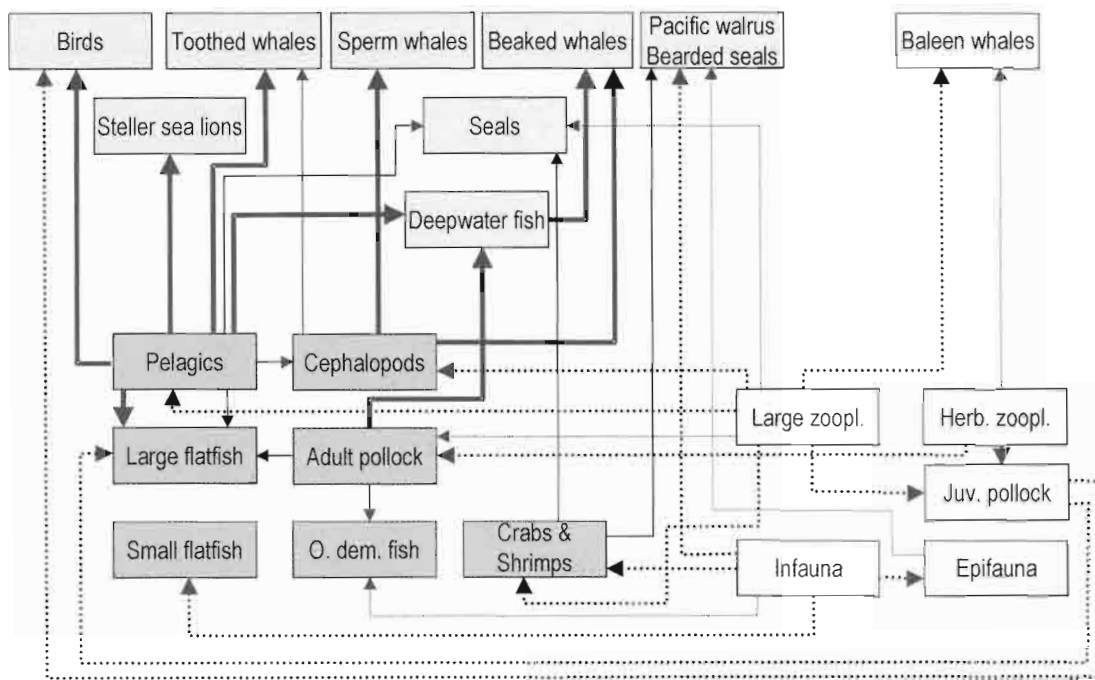 Birds
Toothed whales
Sperm whales
Beaked whales
Pacific walrus
Bearded seals
Baleen whales
Steller sea lions
Seals
Deepwater fish
Pelagics
Cephalopods
Large zoopl.
Herb. zoopl.
Large flatfish
Adult pollock
Juv. pollock
Small flatfish
O. dem. fish
Crabs &
Shrimps
Infauna
Epifauna